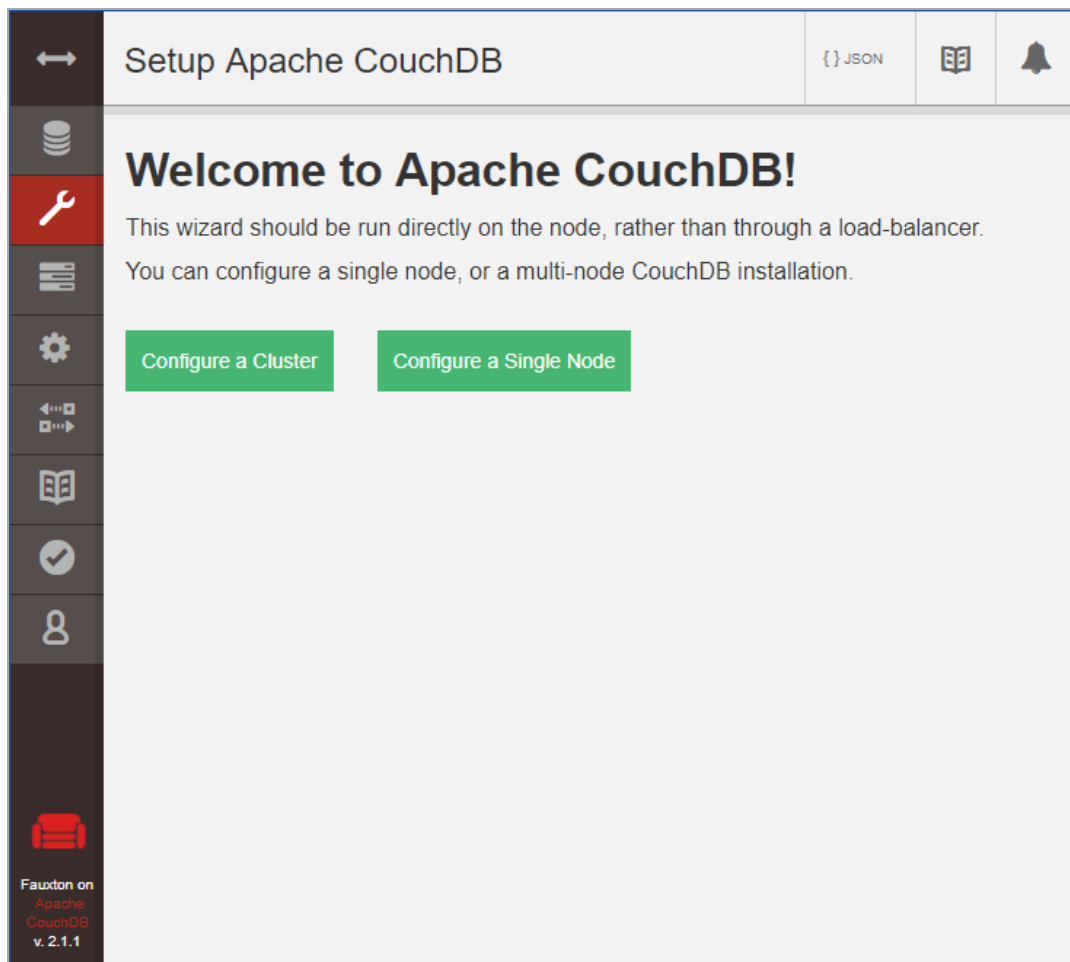 Setup Apache CouchDB
{ } JSON
Welcome to Apache CouchDB!
This wizard should be run directly on the node, rather than through a load-balancer.
You can configure a single node, or a multi-node CouchDB installation.
Configure a Cluster
Configure a Single Node
Fauxton on
Apache
CouchDB
v. 2.1.1